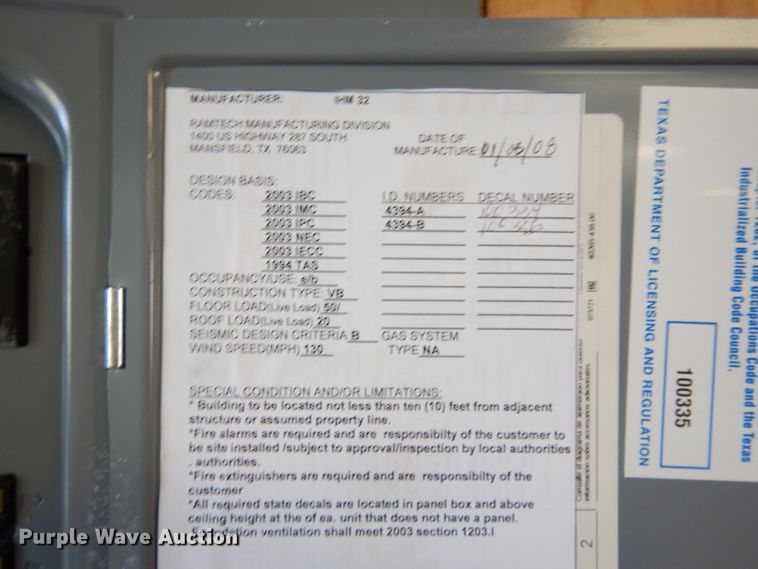 MANUFACTURER: IHM 32
RAMTECH MANUFACTURING DIVISION
1400 US HIGHWAY 287 SOUTH
MANSFIELD, TX 76063
DATE OF
MANUFACTURE 01/03/08
DESIGN BASIS:
CODES: 2003 IBC
2003 IMC
2003 IPC
2003 NEC
2003 IECC
1994 TAS
I.D. NUMBERS DECAL NUMBER
4394-A
4394-B
OCCUPANCY/USE: e/b
CONSTRUCTION TYPE: VB
FLOOR LOAD(Live Load) 50/
ROOF LOAD(Live Load) 20
SEISMIC DESIGN CRITERIA B GAS SYSTEM
WIND SPEED(MPH) 130 TYPE NA
SPECIAL CONDITION AND/OR LIMITATIONS:
* Building to be located not less than ten (10) feet from adjacent
structure or assumed property line.
*Fire alarms are required and are responsibilty of the customer to
be site installed /subject to approval/inspection by local authorities
. authorities.
*Fire extinguishers are required and are responsibilty of the
customer
*All required state decals are located in panel box and above
ceiling height at the of ea. unit that does not have a panel.
ventilation shall meet 2003 section 1203.I
2
TEXAS DEPARTMENT OF LICENSING AND REGULATION
100335
of the Occupations Code and the Texas
Industrialized Building Code Council.
Purple Wave Auction